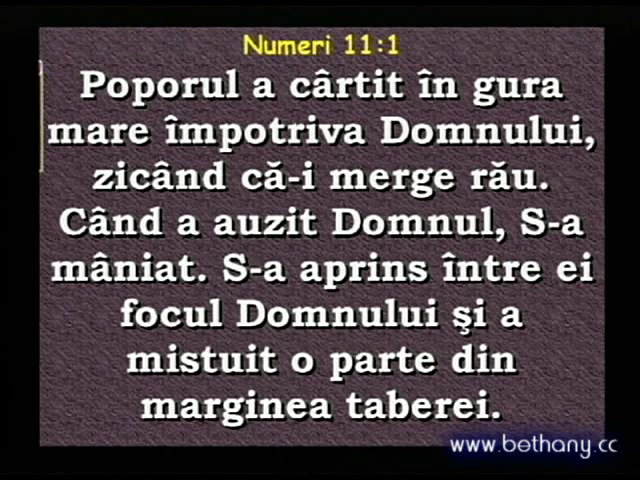 Numeri 11:1
Poporul a cârtit în gura
mare împotriva Domnului,
zicând că-i merge rău.
Când a auzit Domnul, S-a
mâniat. S-a aprins între ei
focul Domnului şi a
mistuit o parte din
marginea taberei.
www.bethany.cc